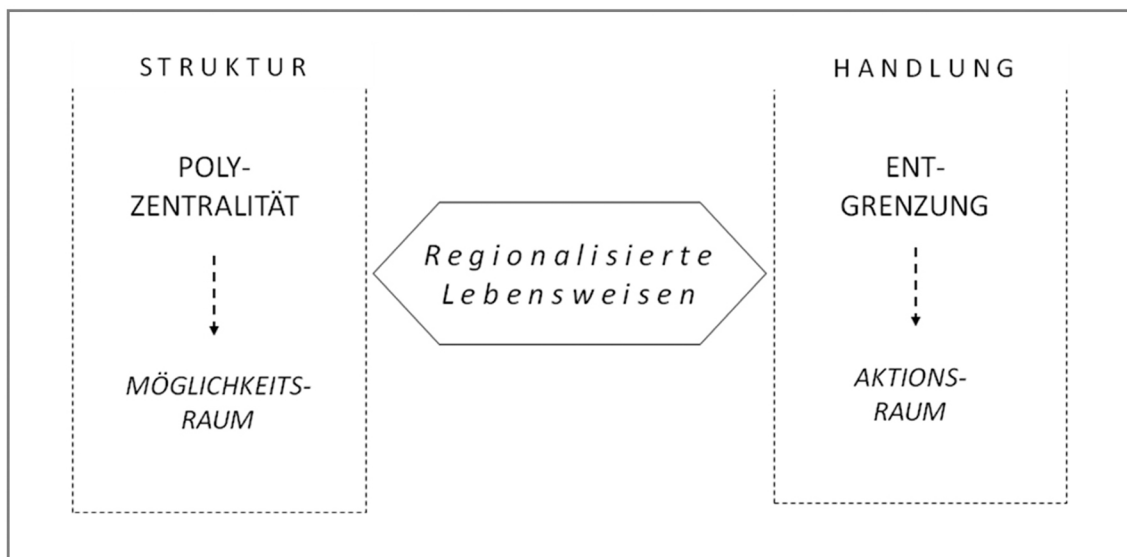 STRUKTUR
POLY-
ZENTRALITÄT
MÖGLICHKEITS-
RAUM
Regionalisierte
Lebensweisen
HANDLUNG
ENT-
GRENZUNG
AKTIONS-
RAUM